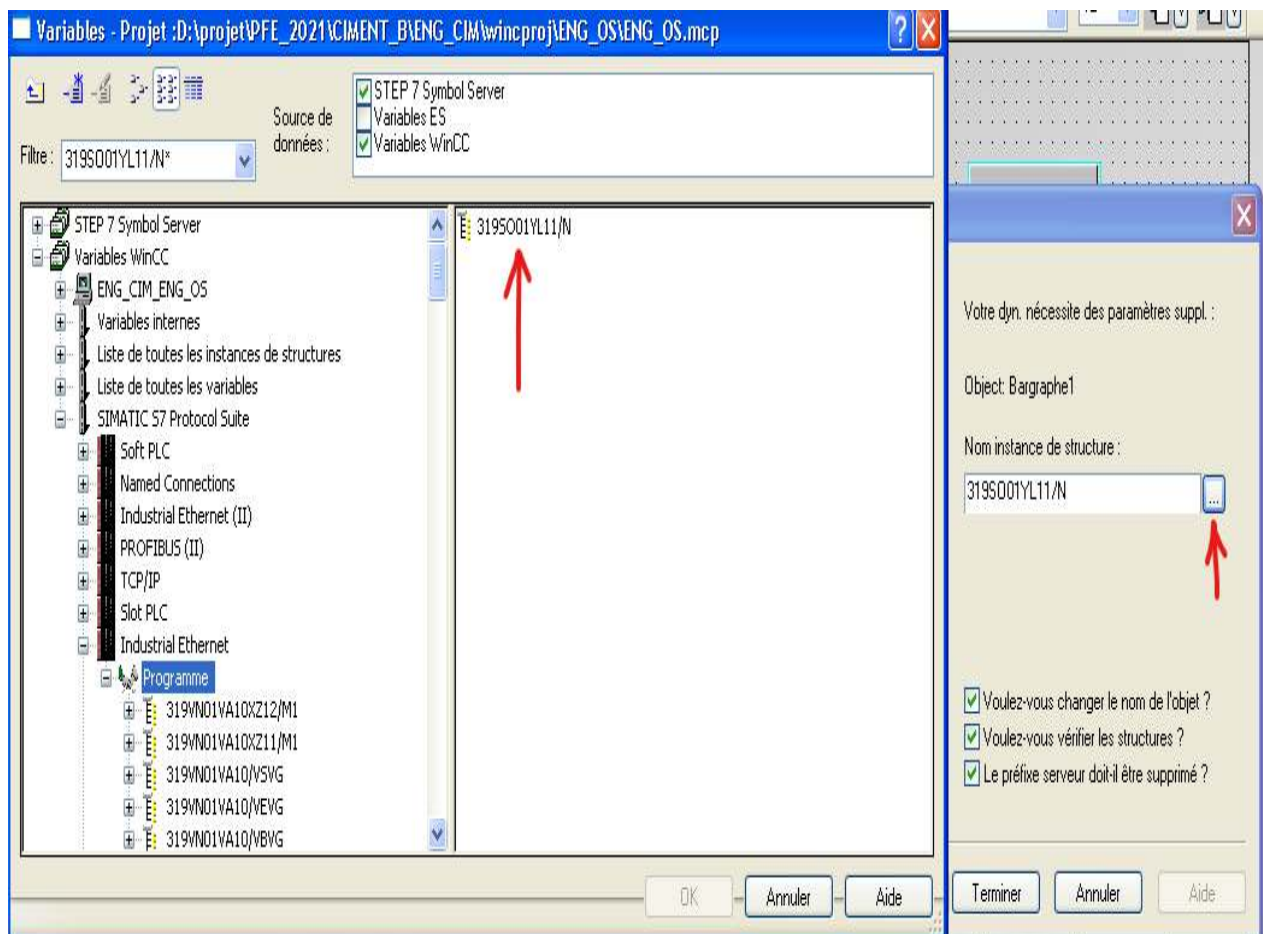 Variables - Projet :D:\projet\PFE_2021\CIMENT_B\ENG_CIM\wincproj\ENG_OS\ENG_OS.mcp
Source de données :
STEP 7 Symbol Server
Variables ES
Variables WinCC
Filtre : 319SO01YL11/N*
STEP 7 Symbol Server
Variables WinCC
ENG_CIM_ENG_OS
Variables internes
Liste de toutes les instances de structures
Liste de toutes les variables
SIMATIC S7 Protocol Suite
Soft PLC
Named Connections
Industrial Ethernet (II)
PROFIBUS (II)
TCP/IP
Slot PLC
Industrial Ethernet
Programme
319VN01VA10XZ12/M1
319VN01VA10XZ11/M1
319VN01VA10/VSVG
319VN01VA10/VEVG
319VN01VA10/VBVG
319SO01YL11/N
OK
Annuler
Aide
Votre dyn. nécessite des paramètres suppl. :
Object: Bargraphe1
Nom instance de structure :
319SO01YL11/N
...
Voulez-vous changer le nom de l'objet ?
Voulez-vous vérifier les structures ?
Le préfixe serveur doit-il être supprimé ?
Terminer
Annuler
Aide